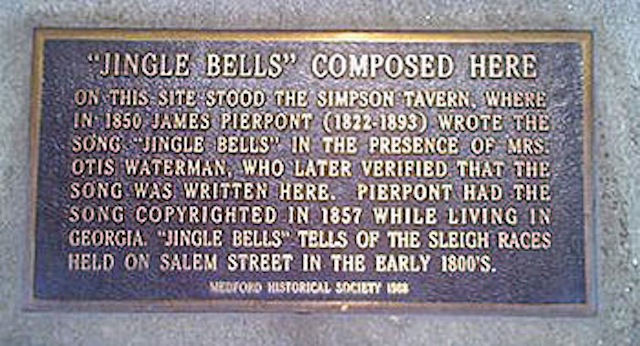 "JINGLE BELLS" COMPOSED HERE
ON THIS SITE STOOD THE SIMPSON TAVERN, WHERE
IN 1850 JAMES PIERPONT (1822-1893) WROTE THE
SONG "JINGLE BELLS" IN THE PRESENCE OF MRS.
OTIS WATERMAN, WHO LATER VERIFIED THAT THE
SONG WAS WRITTEN HERE. PIERPONT HAD THE
SONG COPYRIGHTED IN 1857 WHILE LIVING IN
GEORGIA. "JINGLE BELLS" TELLS OF THE SLEIGH RACES
HELD ON SALEM STREET IN THE EARLY 1800'S.
MEDFORD HISTORICAL SOCIETY